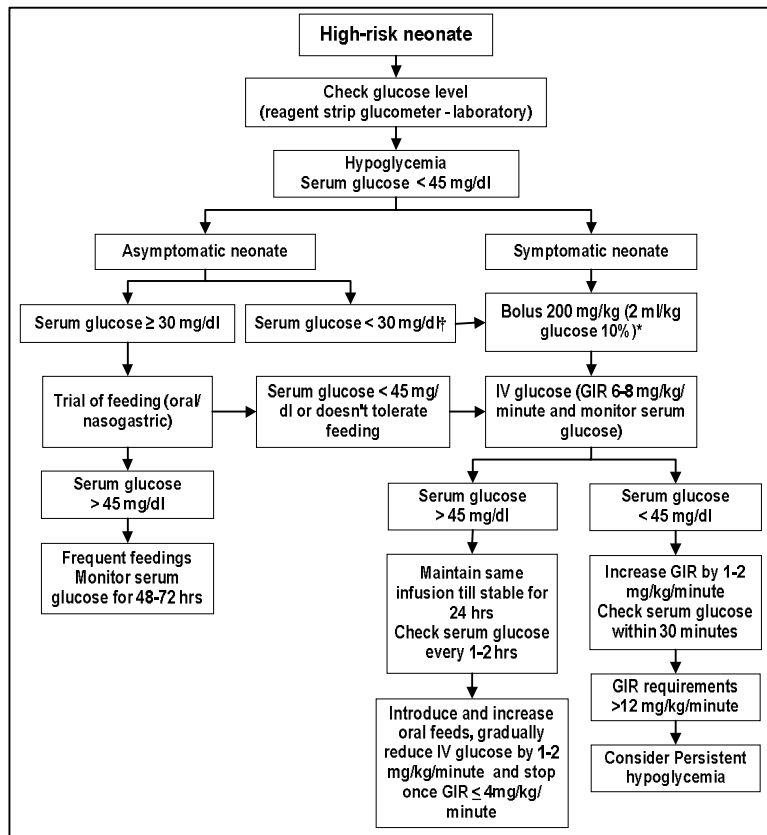 High-risk neonate
Check glucose level
(reagent strip glucometer - laboratory)
Hypoglycemia
Serum glucose < 45 mg/dl
Asymptomatic neonate
Symptomatic neonate
Serum glucose ≥ 30 mg/dl
Serum glucose < 30 mg/dl†
Bolus 200 mg/kg (2 ml/kg
glucose 10%)*
Trial of feeding (oral/
nasogastric)
Serum glucose < 45 mg/
dl or doesn't tolerate
feeding
IV glucose (GIR 6-8 mg/kg/
minute and monitor serum
glucose)
Serum glucose
> 45 mg/dl
Frequent feedings
Monitor serum
glucose for 48-72 hrs
Serum glucose
>45 mg/dl
Maintain same
infusion till stable for
24 hrs
Check serum glucose
every 1-2 hrs
Introduce and increase
oral feeds, gradually
reduce IV glucose by 1-2
mg/kg/minute and stop
once GIR ≤ 4mg/kg/
minute
Serum glucose
< 45 mg/dl
Increase GIR by 1-2
mg/kg/minute
Check serum glucose
within 30 minutes
GIR requirements
>12 mg/kg/minute
Consider Persistent
hypoglycemia